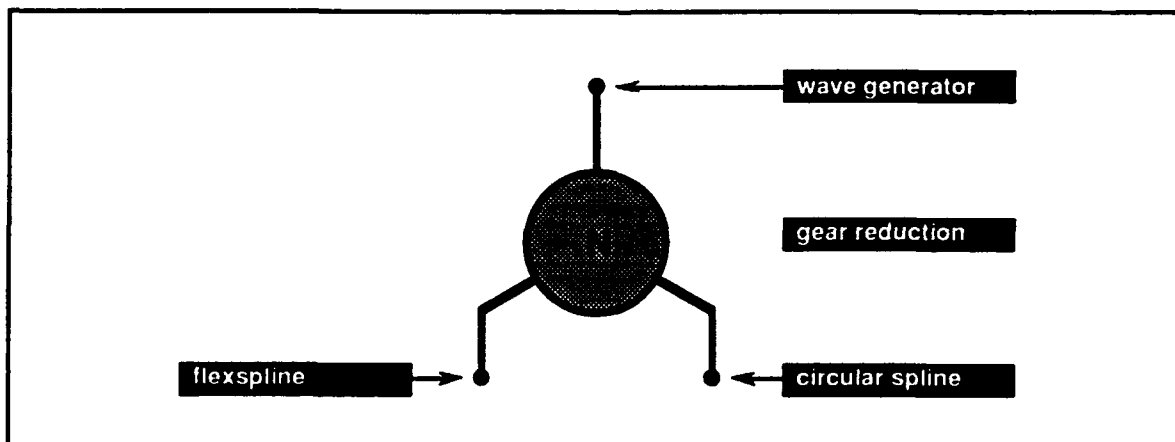 wave generator
gear reduction
flexspline
circular spline